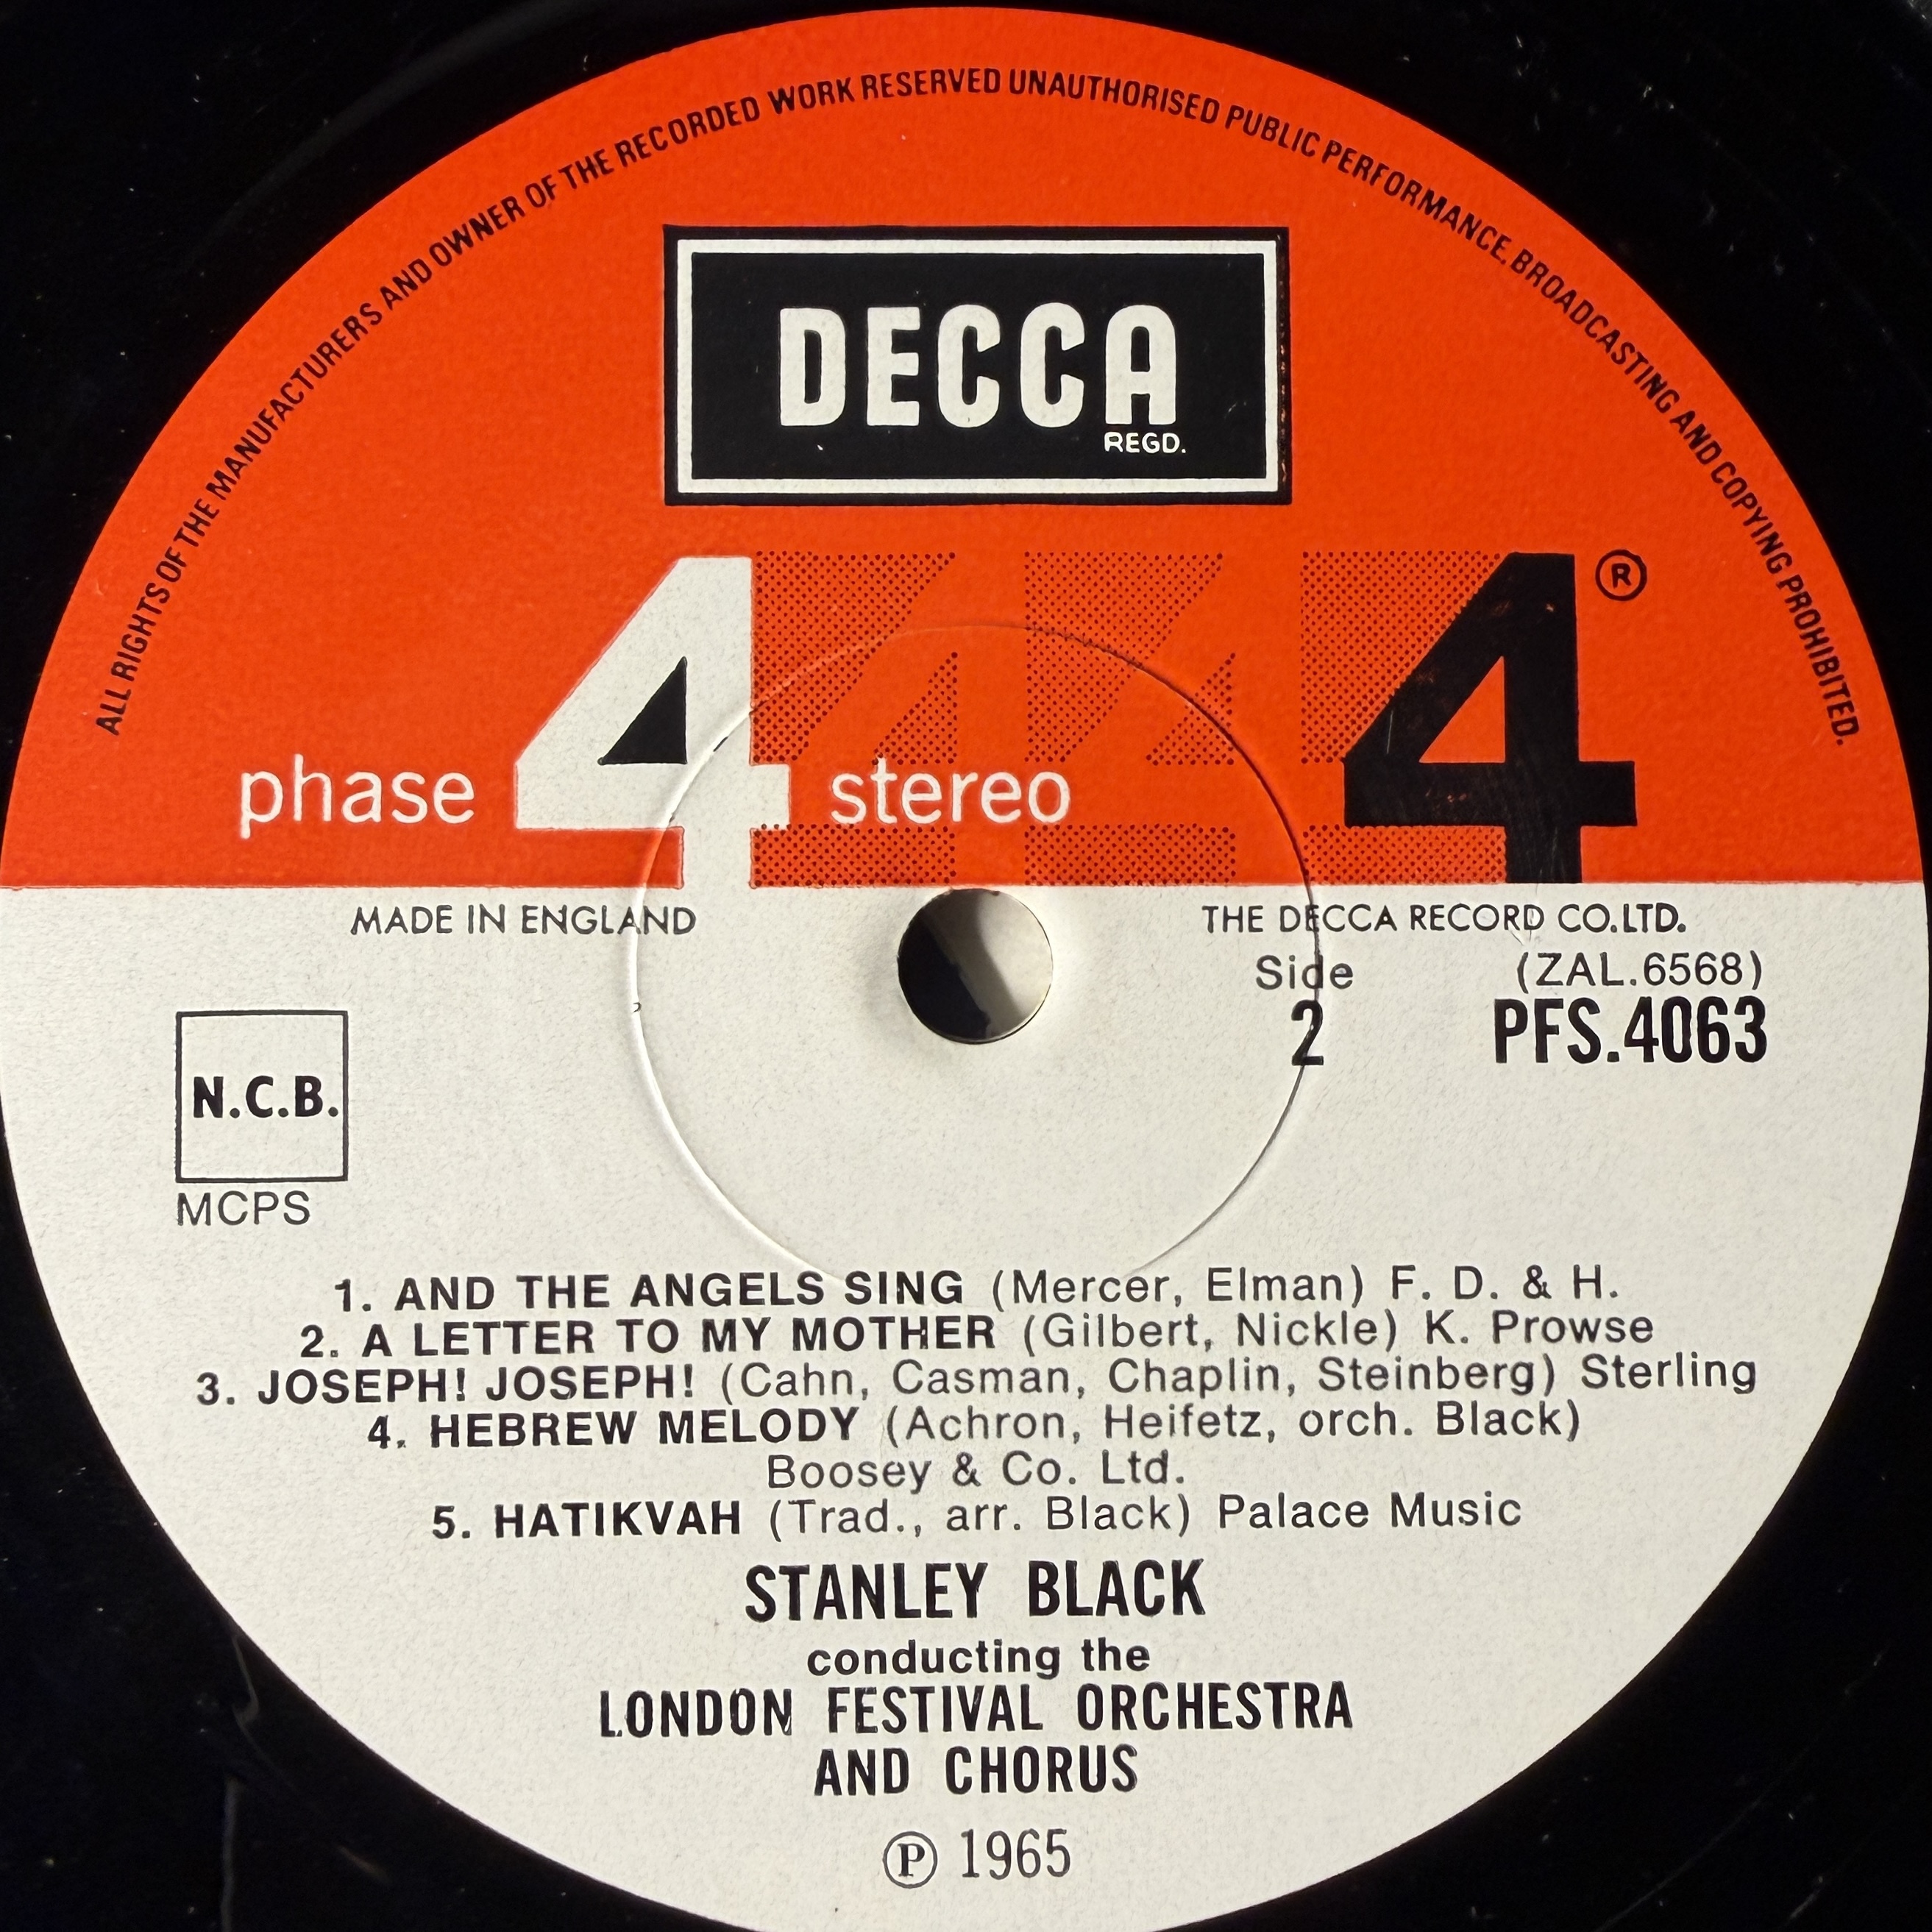 ALL RIGHTS OF THE MANUFACTURERS AND OWNER OF THE RECORDED WORK RESERVED UNAUTHORISED PUBLIC PERFORMANCE, BROADCASTING AND COPYING PROHIBITED.
DECCA
REGD.
4 4 4 4 ®
phase stereo
MADE IN ENGLAND
THE DECCA RECORD CO.LTD.
Side (ZAL.6568)
2 PFS.4063
N.C.B.
MCPS
1. AND THE ANGELS SING (Mercer, Elman) F. D. & H.
2. A LETTER TO MY MOTHER (Gilbert, Nickle) K. Prowse
3. JOSEPH! JOSEPH! (Cahn, Casman, Chaplin, Steinberg) Sterling
4. HEBREW MELODY (Achron, Heifetz, orch. Black)
Boosey & Co. Ltd.
5. HATIKVAH (Trad., arr. Black) Palace Music
STANLEY BLACK
conducting the
LONDON FESTIVAL ORCHESTRA
AND CHORUS
℗ 1965